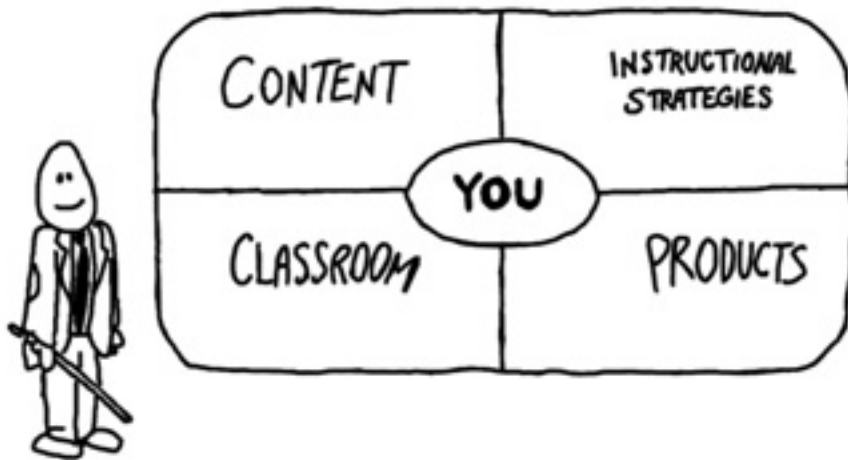 CONTENT
INSTRUCTIONAL
STRATEGIES
YOU
CLASSROOM
PRODUCTS